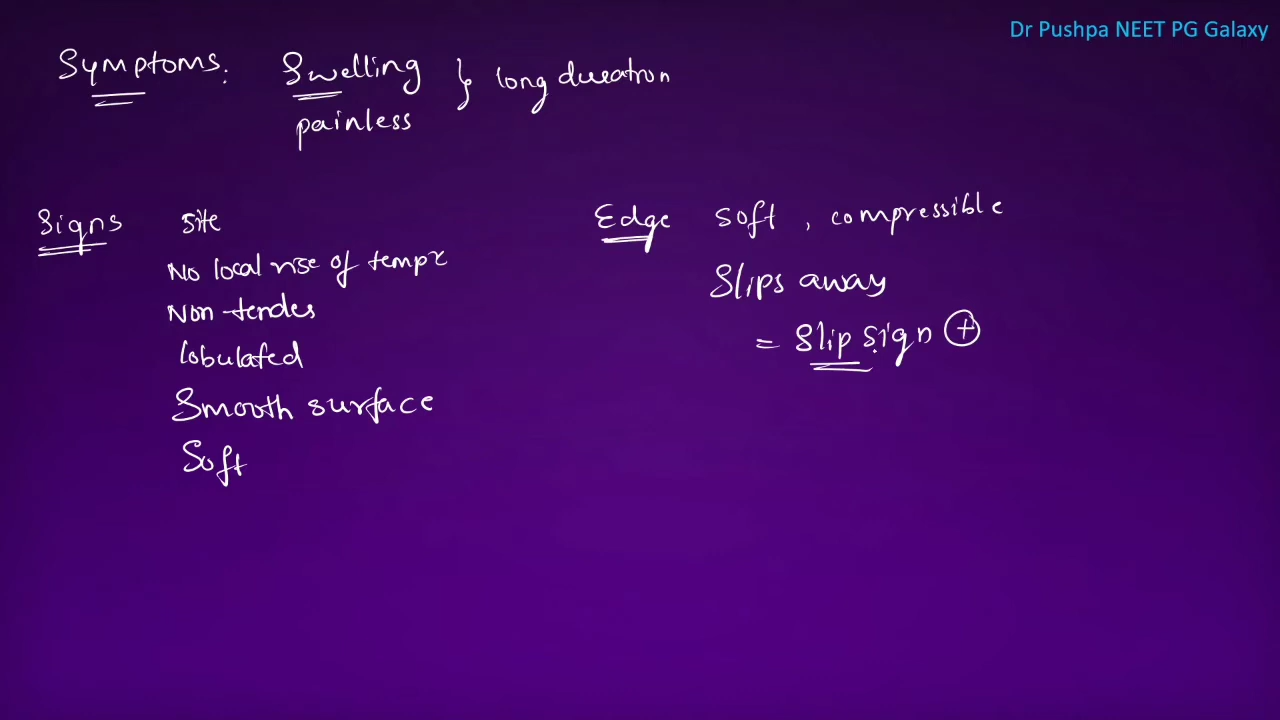 Dr Pushpa NEET PG Galaxy
Symptoms: Swelling } long duration
painless
Signs site
No local rise of tempr
Non-tender
lobulated
Smooth surface
Soft
Edge soft, compressible
Slips away
= Slip sign +